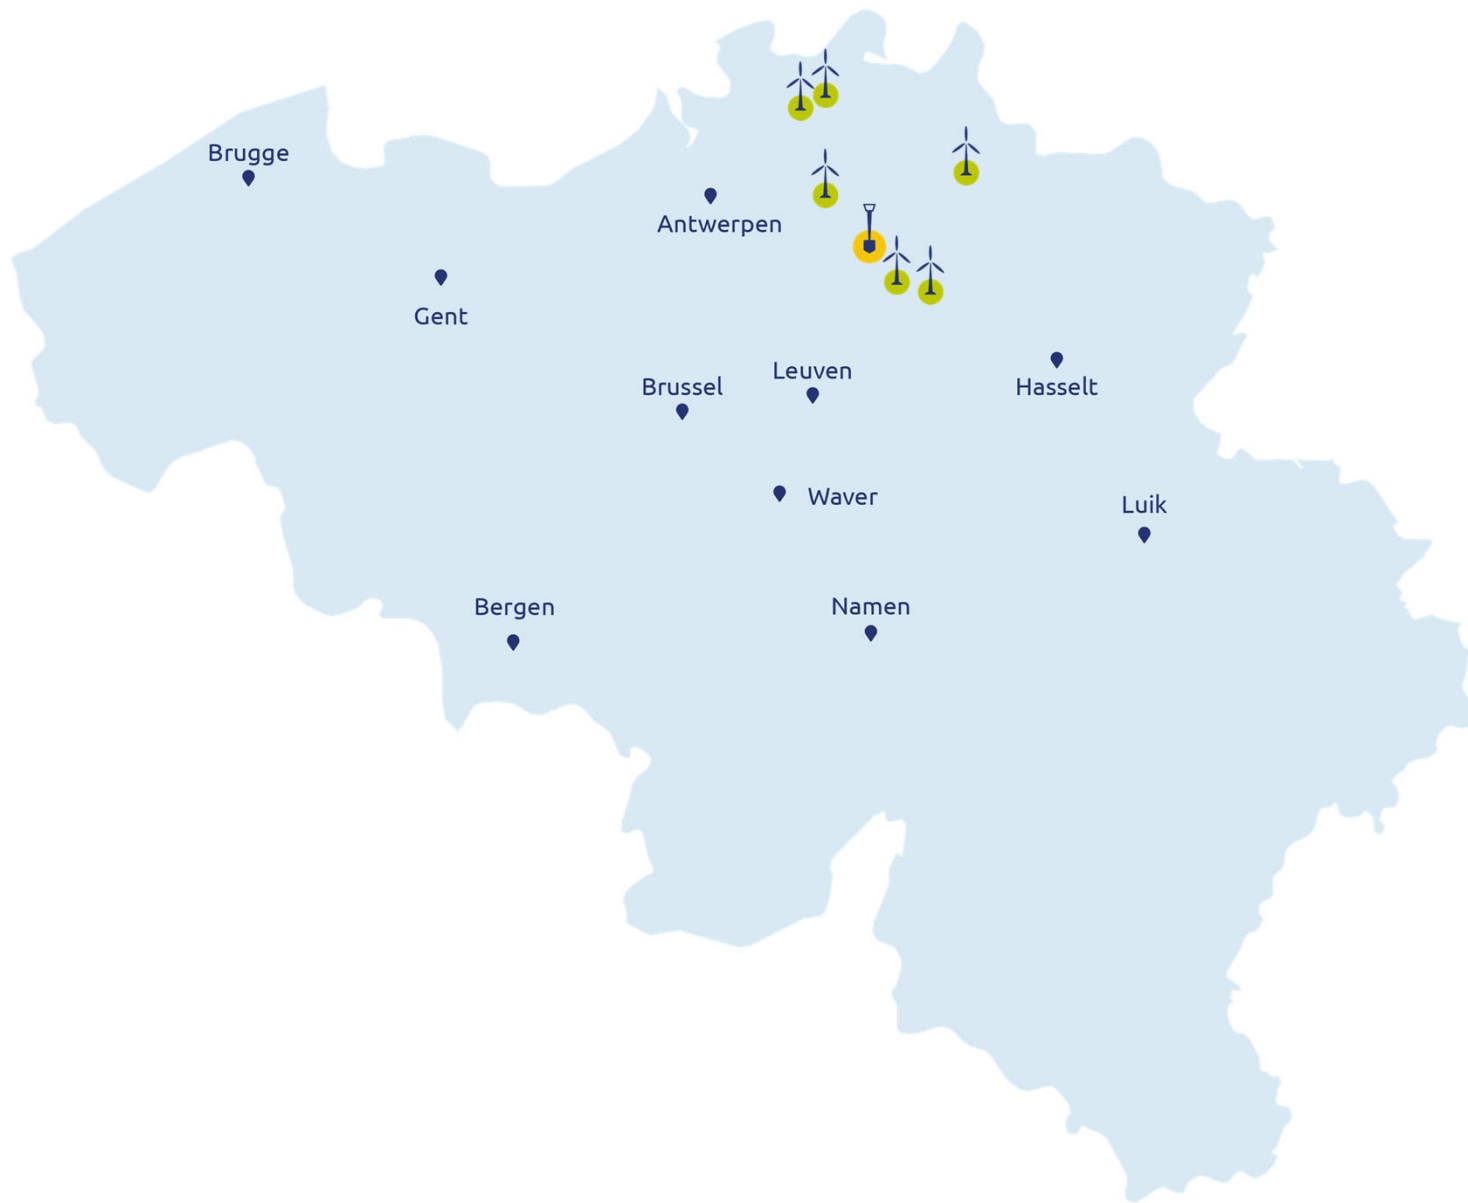 Brugge
Antwerpen
Gent
Leuven
Brussel
Hasselt
Waver
Luik
Bergen
Namen